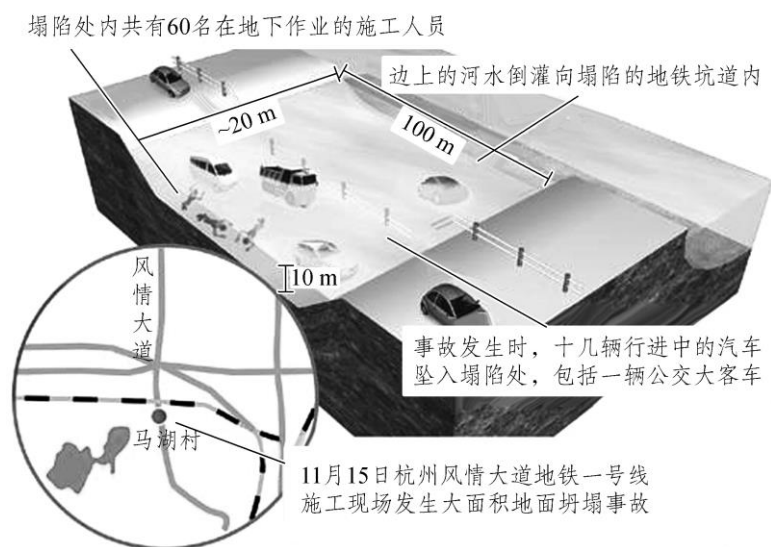 塌陷处内共有60名在地下作业的施工人员
边上的河水倒灌向塌陷的地铁坑道内
~20 m
100 m
10 m
风情大道
事故发生时，十几辆行进中的汽车
坠入塌陷处，包括一辆公交大客车
马湖村
11月15日杭州风情大道地铁一号线
施工现场发生大面积地面坍塌事故